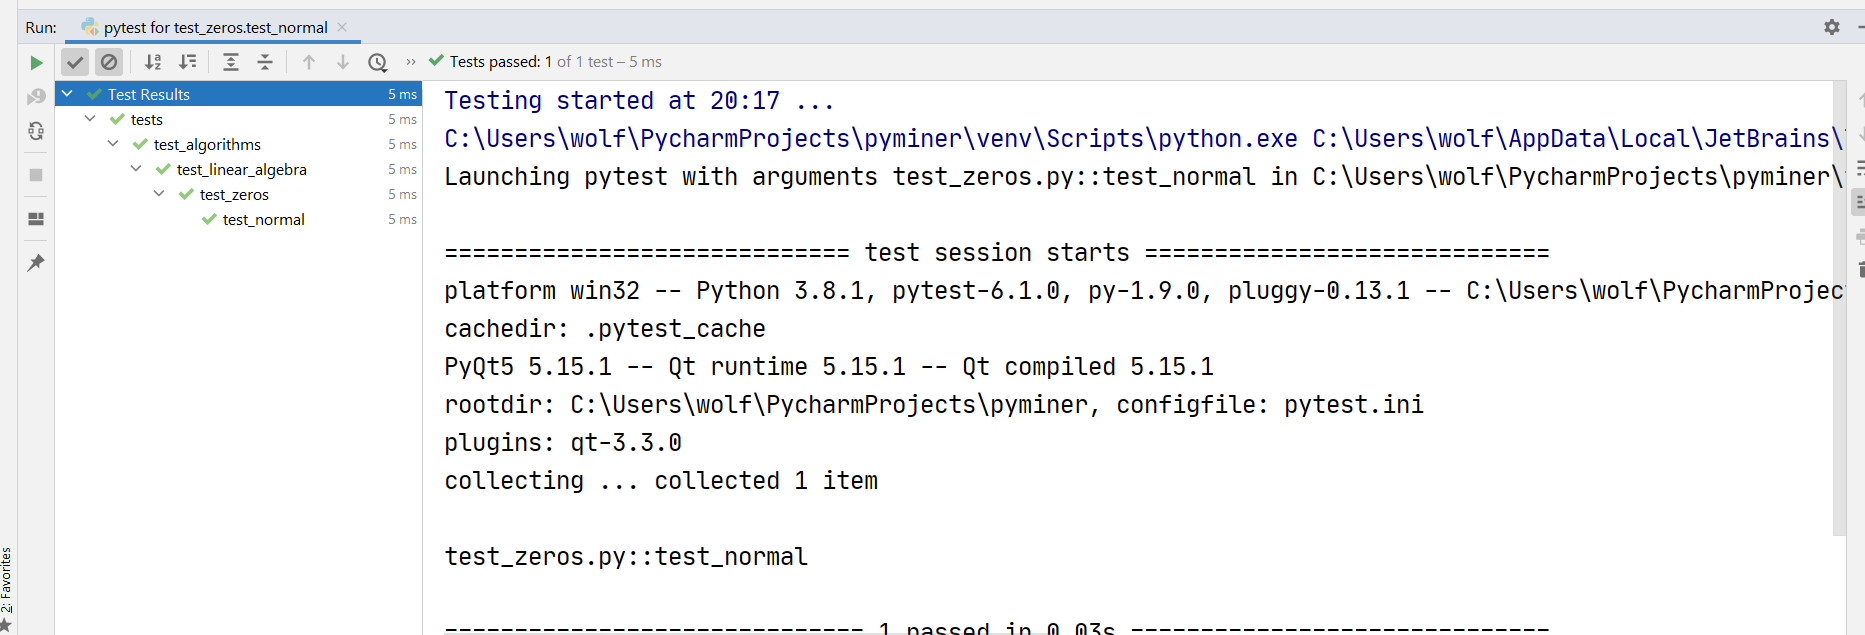 Run: pytest for test_zeros.test_normal
Tests passed: 1 of 1 test – 5 ms
Test Results 5 ms
tests 5 ms
test_algorithms 5 ms
test_linear_algebra 5 ms
test_zeros 5 ms
test_normal 5 ms
Testing started at 20:17 ...
C:\Users\wolf\PycharmProjects\pyminer\venv\Scripts\python.exe C:\Users\wolf\AppData\Local\JetBrains\
Launching pytest with arguments test_zeros.py::test_normal in C:\Users\wolf\PycharmProjects\pyminer\
============================= test session starts =============================
platform win32 -- Python 3.8.1, pytest-6.1.0, py-1.9.0, pluggy-0.13.1 -- C:\Users\wolf\PycharmProjec
cachedir: .pytest_cache
PyQt5 5.15.1 -- Qt runtime 5.15.1 -- Qt compiled 5.15.1
rootdir: C:\Users\wolf\PycharmProjects\pyminer, configfile: pytest.ini
plugins: qt-3.3.0
collecting ... collected 1 item
test_zeros.py::test_normal
============================== 1 passed in 0.03s ==============================
2: Favorites